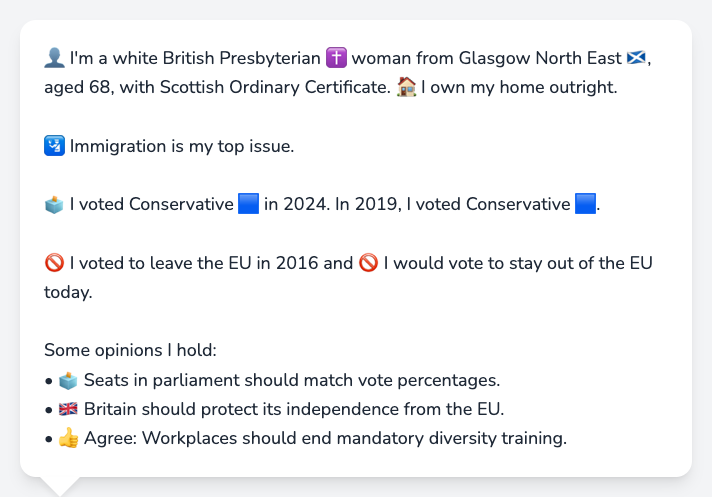 👤 I'm a white British Presbyterian ✝️ woman from Glasgow North East 🏴󠁧󠁢󠁳󠁣󠁴󠁿,
aged 68, with Scottish Ordinary Certificate. 🏠 I own my home outright.
🛂 Immigration is my top issue.
🗳️ I voted Conservative 🟦 in 2024. In 2019, I voted Conservative 🟦.
🚫 I voted to leave the EU in 2016 and 🚫 I would vote to stay out of the EU
today.
Some opinions I hold:
• 🗳️ Seats in parliament should match vote percentages.
• 🇬🇧 Britain should protect its independence from the EU.
• 👍 Agree: Workplaces should end mandatory diversity training.